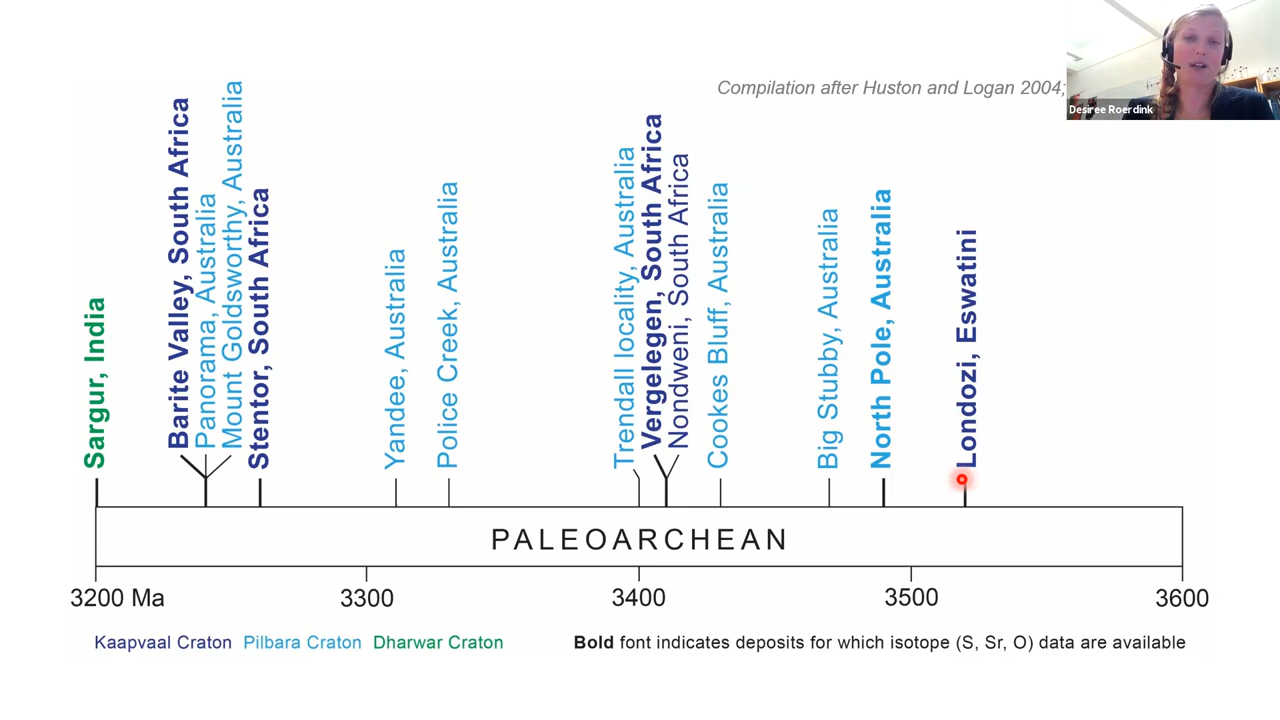 Compilation after Huston and Logan 2004;
Desiree Roerdink
Sargur, India
Barite Valley, South Africa
Panorama, Australia
Mount Goldsworthy, Australia
Stentor, South Africa
Yandee, Australia
Police Creek, Australia
Trendall locality, Australia
Vergelegen, South Africa
Nondweni, South Africa
Cookes Bluff, Australia
Big Stubby, Australia
North Pole, Australia
Londozi, Eswatini
PALEOARCHEAN
3200 Ma 3300 3400 3500 3600
Kaapvaal Craton Pilbara Craton Dharwar Craton
Bold font indicates deposits for which isotope (S, Sr, O) data are available